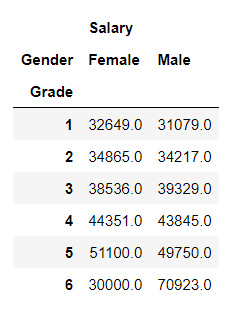 Salary
Gender Female Male
Grade
1 32649.0 31079.0
2 34865.0 34217.0
3 38536.0 39329.0
4 44351.0 43845.0
5 51100.0 49750.0
6 30000.0 70923.0